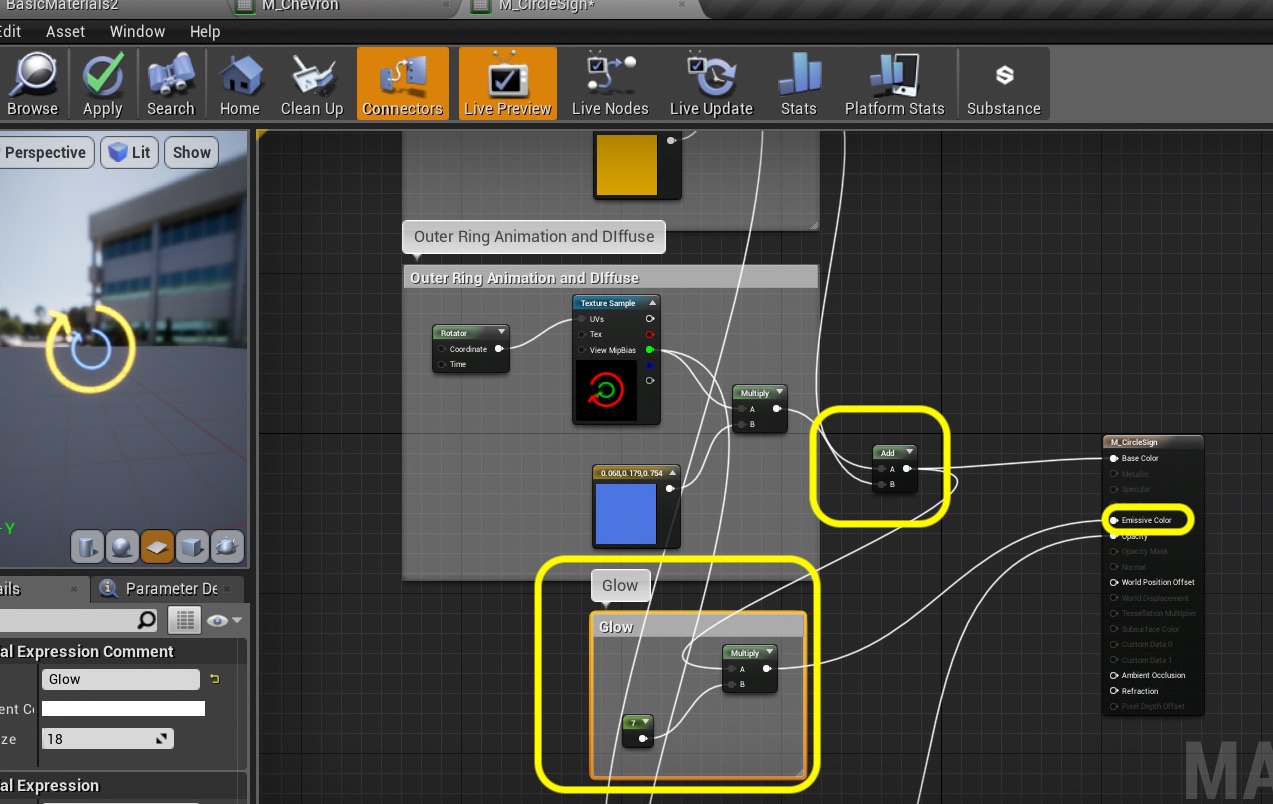 BasicMaterials2 M_Chevron M_CircleSign*
Edit Asset Window Help
Browse Apply Search Home Clean Up Connectors Live Preview Live Nodes Live Update Stats Platform Stats Substance
Perspective Lit Show
Outer Ring Animation and DIffuse
Outer Ring Animation and DIffuse
Texture Sample
UVs
Tex
View MipBias
Rotator
Coordinate
Time
Multiply
A
B
Add
A
B
0.068,0.179,0.754
M_CircleSign
Base Color
Metallic
Specular
Emissive Color
Opacity
Opacity Mask
Normal
World Position Offset
World Displacement
Tessellation Multiplier
Subsurface Color
Custom Data 0
Custom Data 1
Ambient Occlusion
Refraction
Pixel Depth Offset
Y
Glow
Glow
Multiply
A
B
7
ails Parameter De
al Expression Comment
Glow
ent Co
ze 18
al Expression
MA